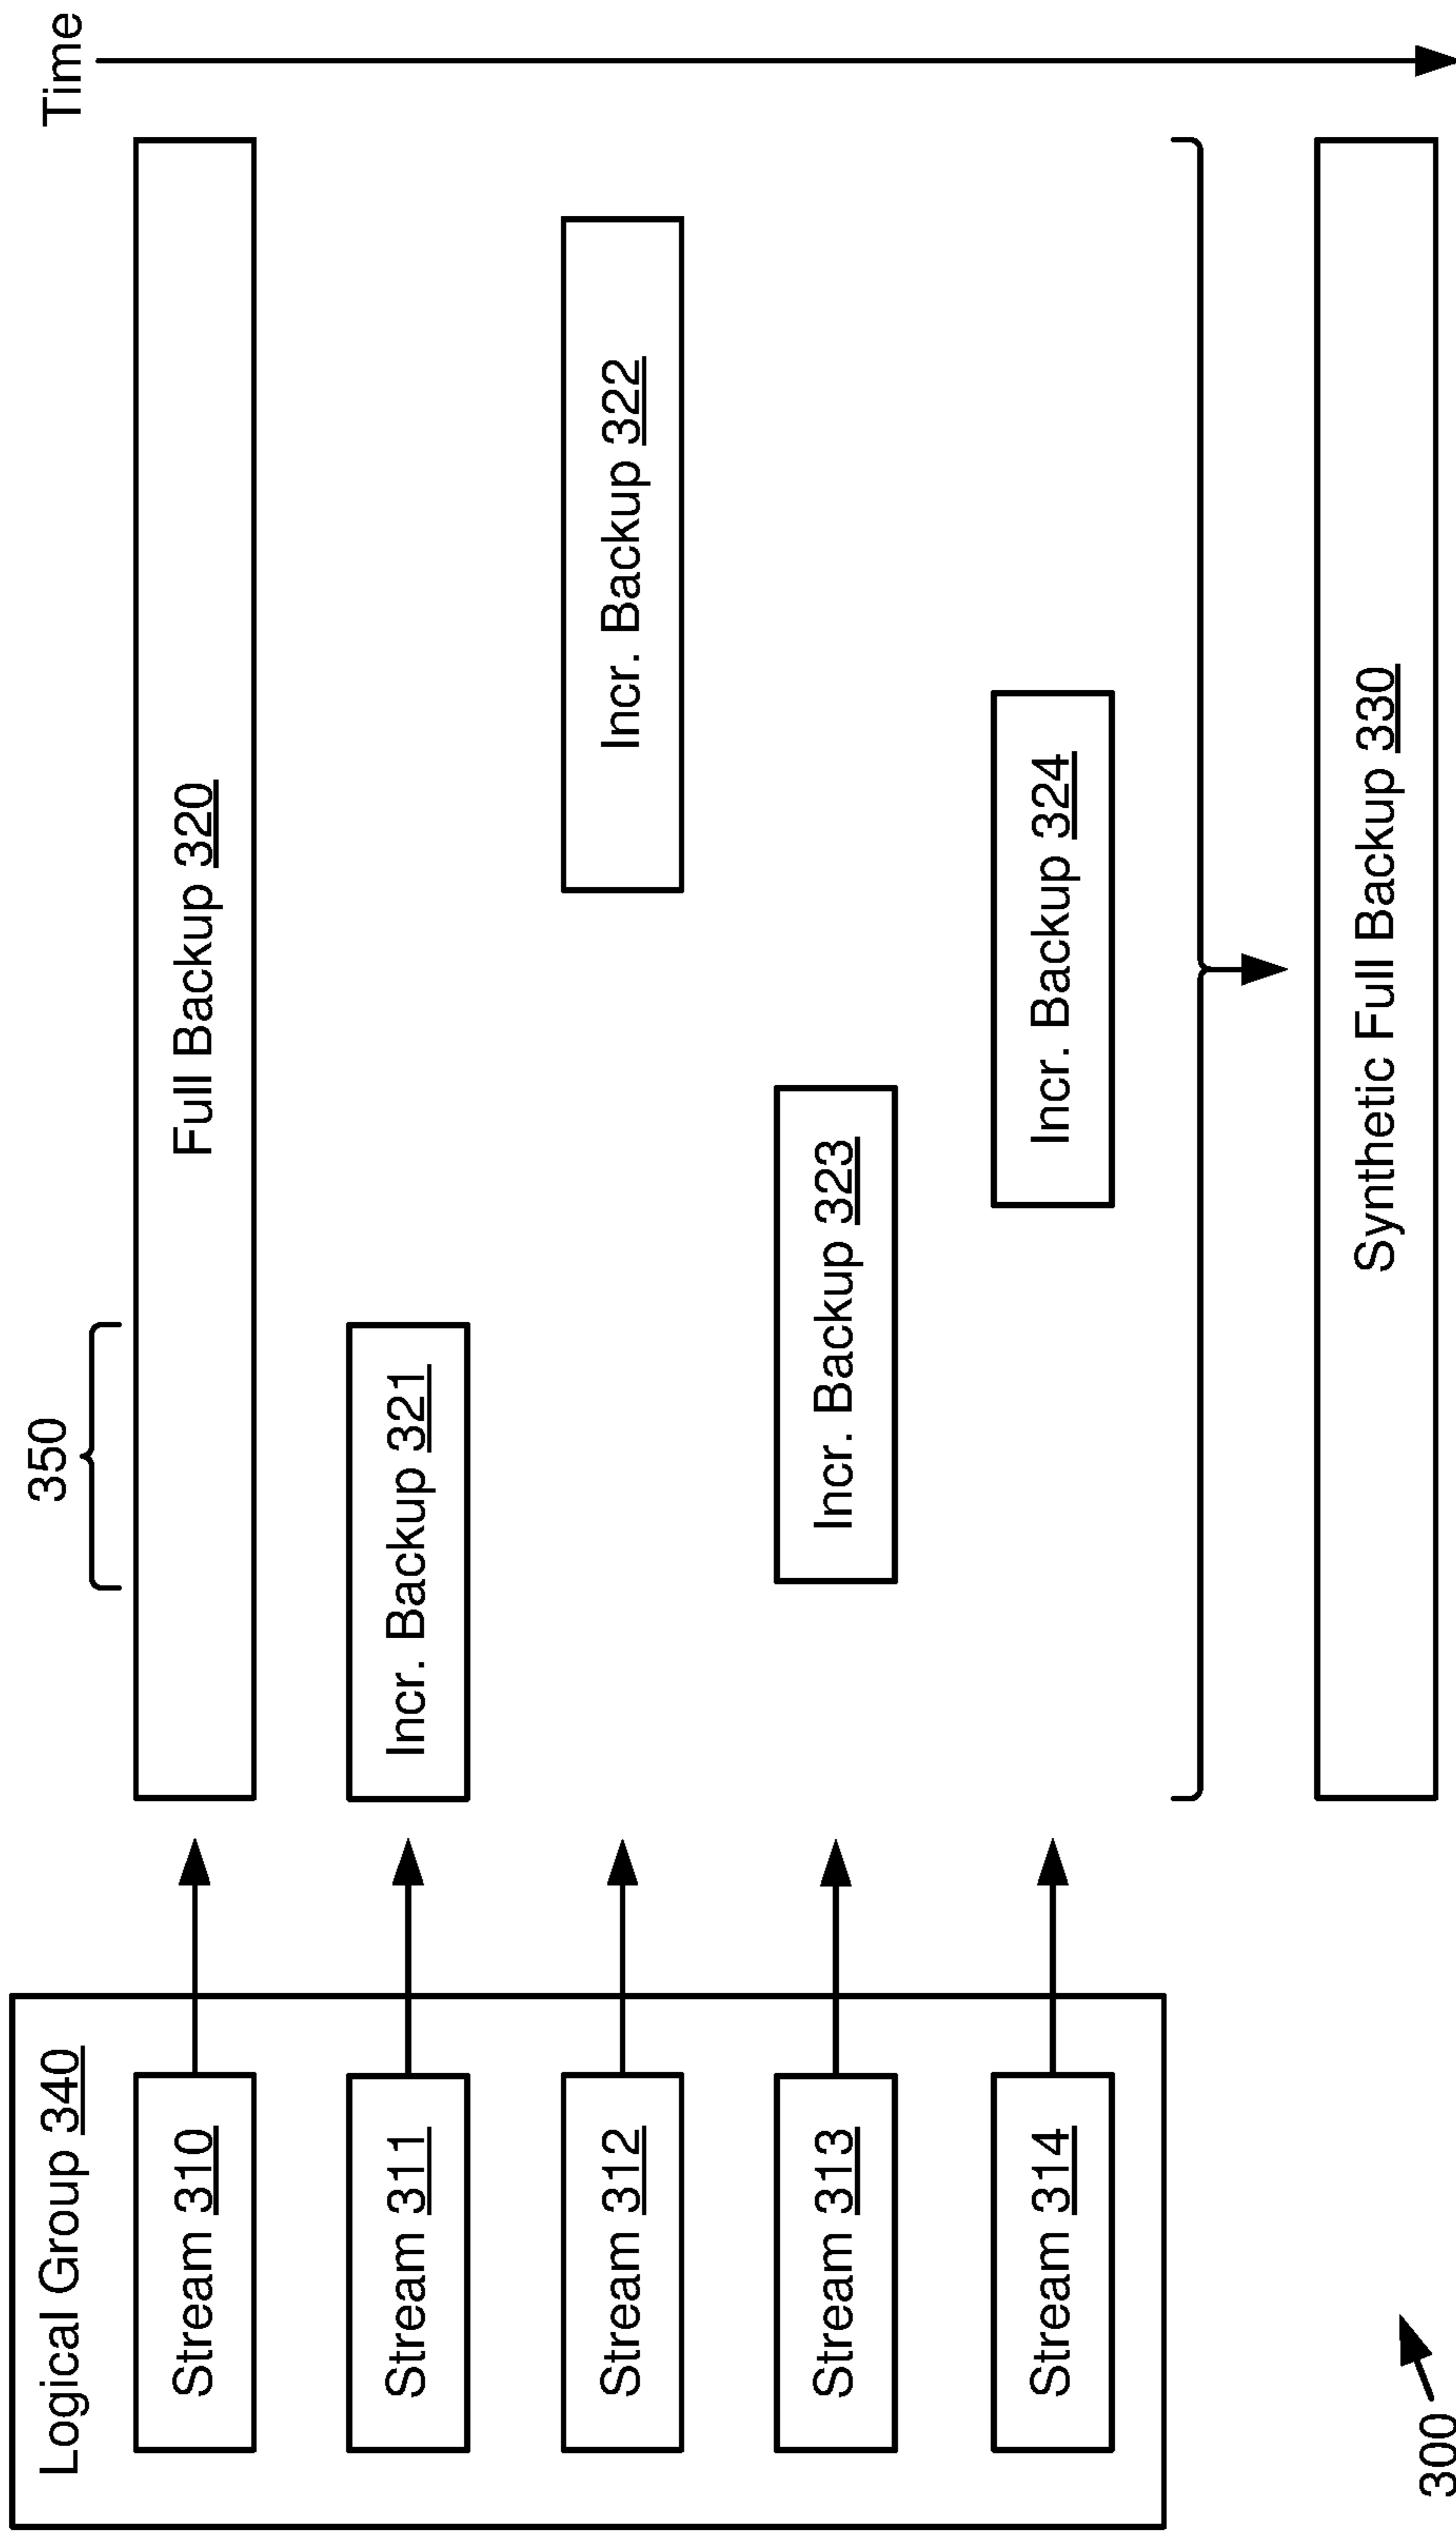 350
Time
Logical Group 340
Stream 310
Full Backup 320
Stream 311
Incr. Backup 321
Stream 312
Incr. Backup 322
Stream 313
Incr. Backup 323
Stream 314
Incr. Backup 324
Synthetic Full Backup 330
300